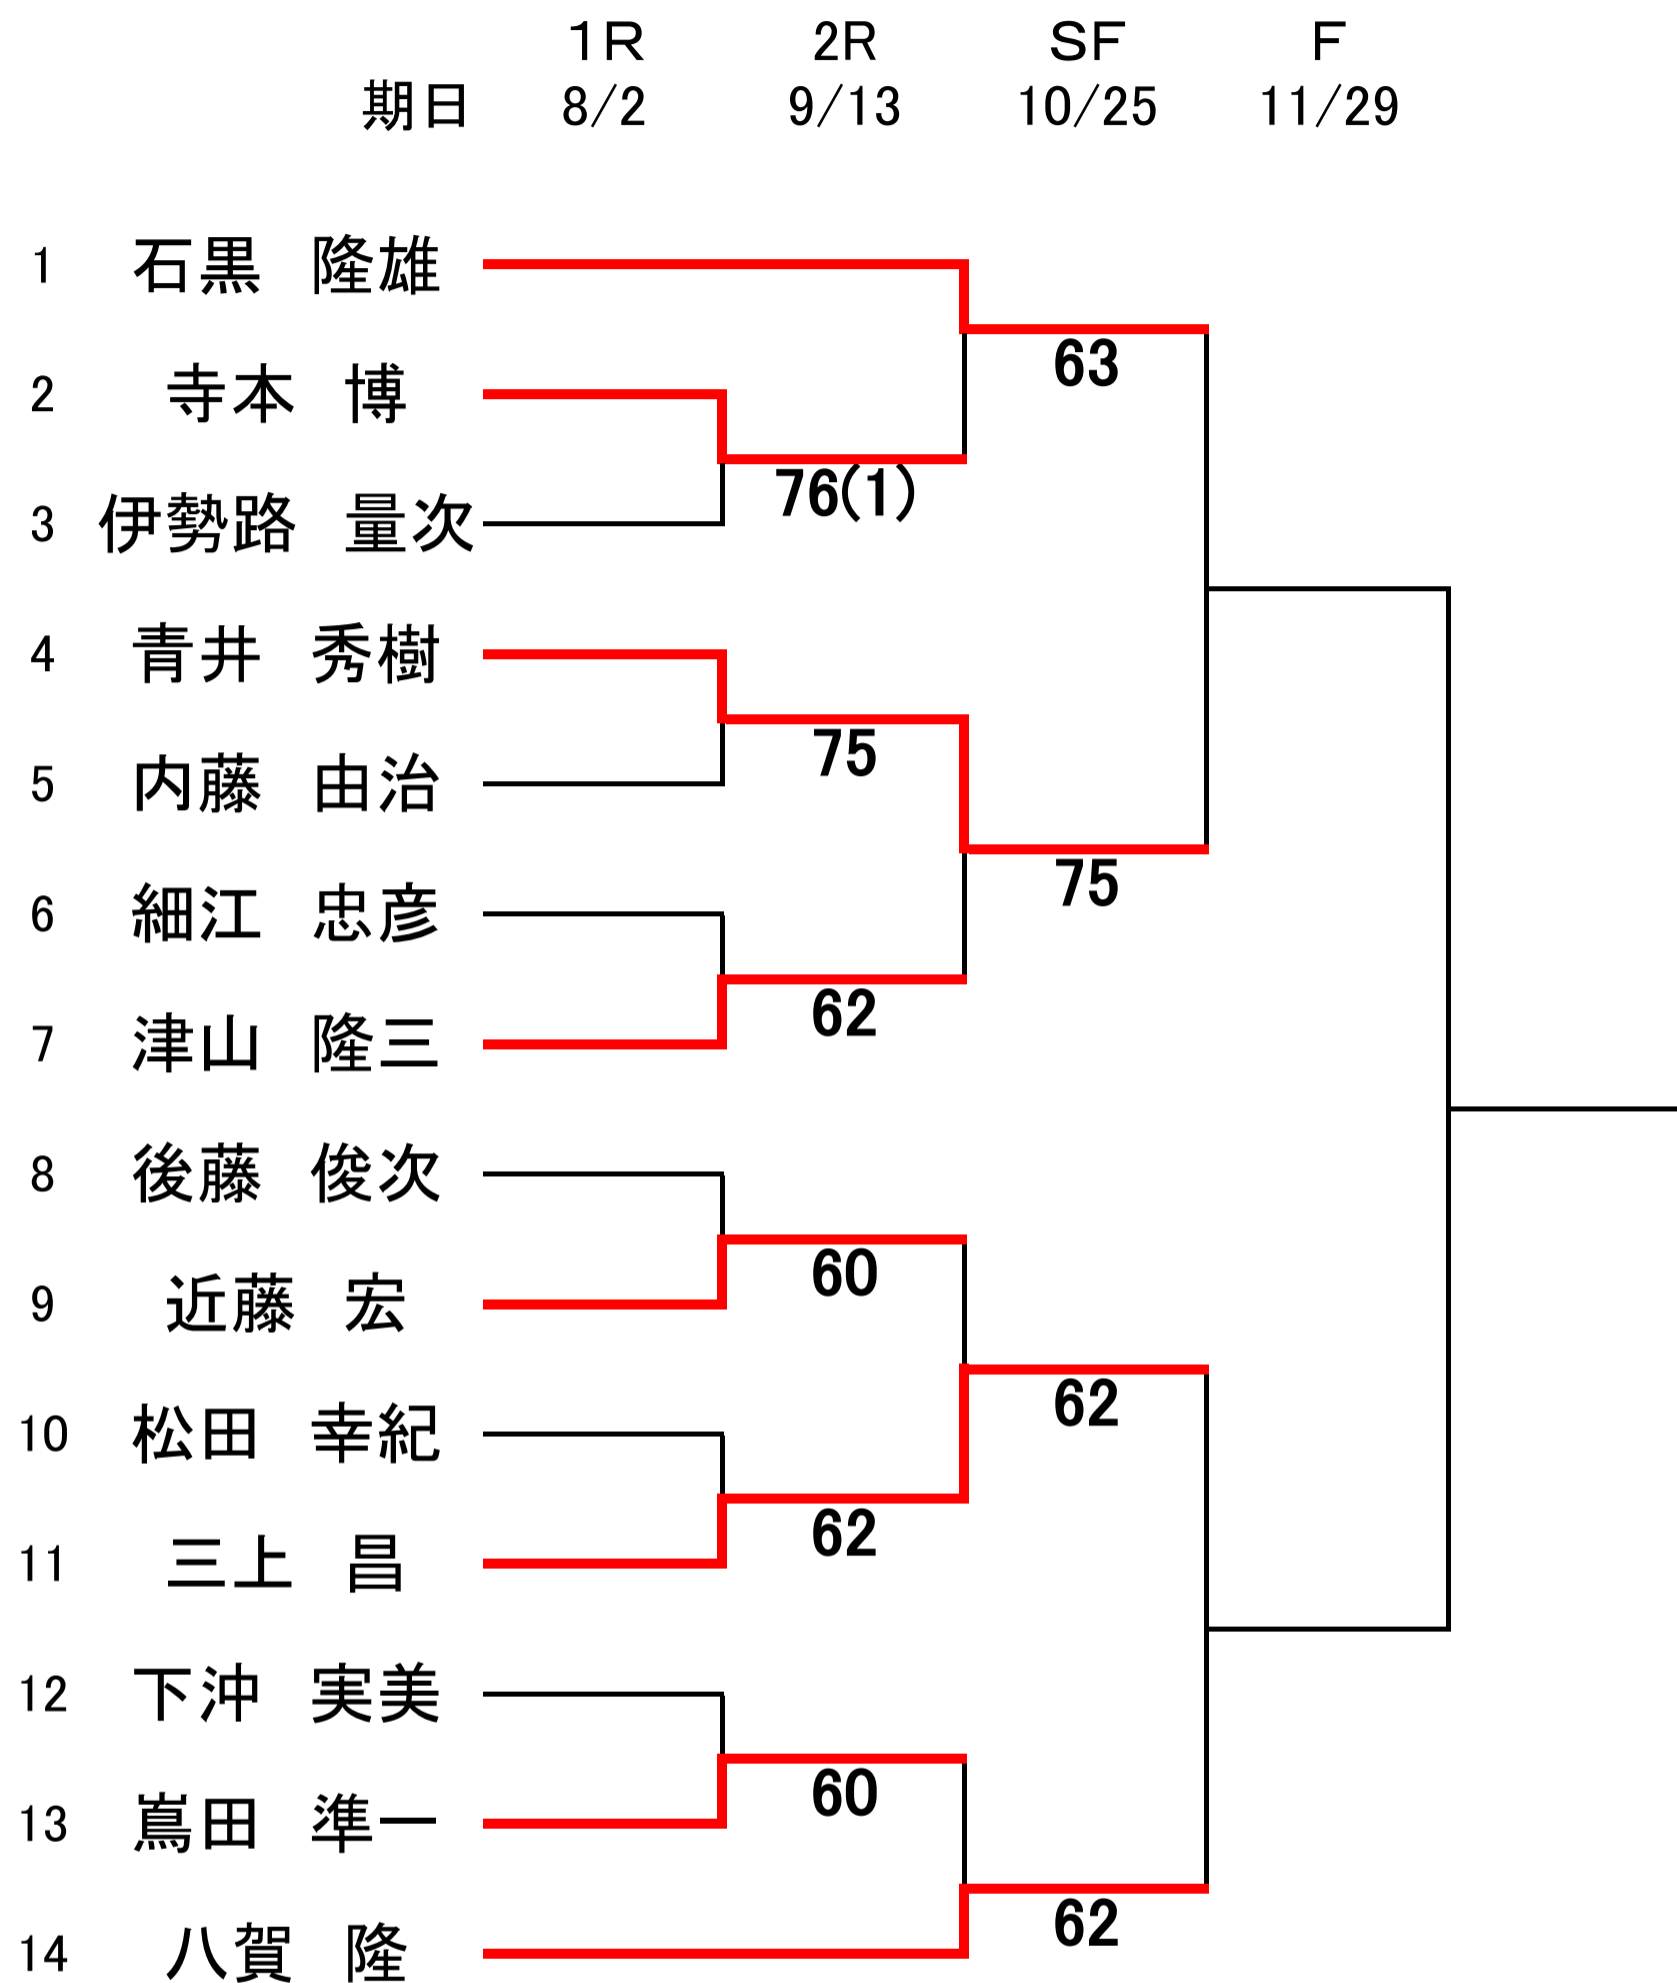 1R 2R SF F
期日 8/2 9/13 10/25 11/29
1 石黒 隆雄
63
2 寺本 博
76(1)
3 伊勢路 量次
4 青井 秀樹
75
5 内藤 由治
75
6 細江 忠彦
62
7 津山 隆三
8 後藤 俊次
60
9 近藤 宏
62
10 松田 幸紀
62
11 三上 昌
12 下沖 実美
60
13 嶌田 準一
62
14 八賀 隆